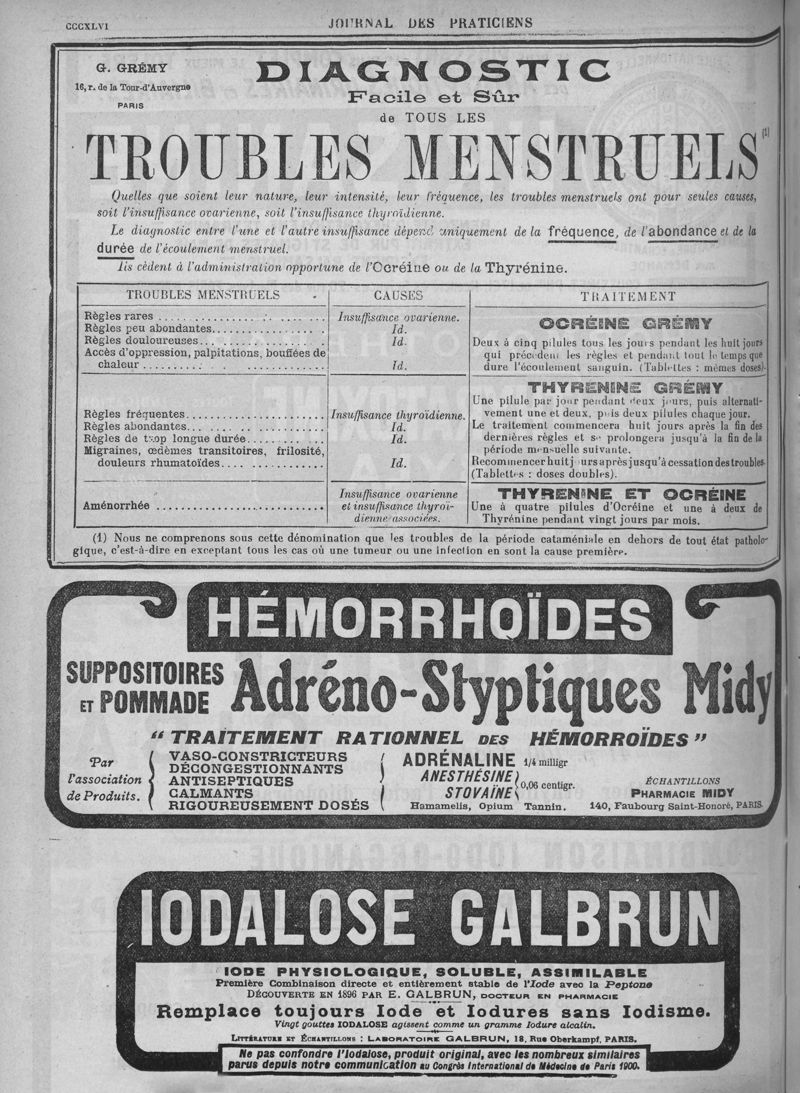 CCCXLVI
JOURNAL DES PRATICIENS
G. GRÉMY
16, r. de la Tour-d'Auvergne
PARIS
DIAGNOSTIC
Facile et Sûr
de TOUS LES
TROUBLES MENSTRUELS (1)
Quelles que soient leur nature, leur intensité, leur fréquence, les troubles menstruels ont pour seules causes,
soit l'insuffisance ovarienne, soit l'insuffisance thyroïdienne.
Le diagnostic entre l'une et l'autre insuffisance dépend uniquement de la fréquence, de l'abondance et de la
durée de l'écoulement menstruel.
Ils cèdent à l'administration opportune de l'Ocréine ou de la Thyrénine.
TROUBLES MENSTRUELS
CAUSES
TRAITEMENT
Règles rares
Règles peu abondantes
Règles douloureuses
Accès d'oppression, palpitations, bouffées de
chaleur
Insuffisance ovarienne.
Id.
Id.
Id.
OCRÉINE GRÉMY
Deux à cinq pilules tous les jours pendant les huit jours
qui précèdent les règles et pendant tout le temps que
dure l'écoulement sanguin. (Tablettes : mêmes doses).
Règles fréquentes
Règles abondantes
Règles de trop longue durée
Migraines, œdèmes transitoires, frilosité,
douleurs rhumatoïdes
Insuffisance thyroïdienne.
Id.
Id.
Id.
THYRENINE GRÉMY
Une pilule par jour pendant deux jours, puis alternati-
vement une et deux, puis deux pilules chaque jour.
Le traitement commencera huit jours après la fin des
dernières règles et se prolongera jusqu'à la fin de la
période mensuelle suivante.
Recommencer huit jours après jusqu'à cessation des troubles
(Tablettes : doses doubles).
Aménorrhée
Insuffisance ovarienne
et insuffisance thyroï-
dienne associées.
THYRENINE ET OCRÉINE
Une à quatre pilules d'Ocréine et une à deux de
Thyrénine pendant vingt jours par mois.
(1) Nous ne comprenons sous cette dénomination que les troubles de la période cataméniale en dehors de tout état patholo-
gique, c'est-à-dire en exceptant tous les cas où une tumeur ou une infection en sont la cause première.
HÉMORRHOÏDES
SUPPOSITOIRES
ET POMMADE
Adréno-Styptiques Midy
“ TRAITEMENT RATIONNEL DES HÉMORROÏDES ”
Par
l'association
de Produits.
VASO-CONSTRICTEURS
DÉCONGESTIONNANTS
ANTISEPTIQUES
CALMANTS
RIGOUREUSEMENT DOSÉS
ADRÉNALINE 1/4 milligr
ANESTHÉSINE
STOVAÏNE
0,06 centigr.
Hamamelis, Opium Tannin.
ÉCHANTILLONS
PHARMACIE MIDY
140, Faubourg Saint-Honoré, PARIS.
IODALOSE GALBRUN
IODE PHYSIOLOGIQUE, SOLUBLE, ASSIMILABLE
Première Combinaison directe et entièrement stable de l'Iode avec la Peptone
DÉCOUVERTE EN 1896 PAR E. GALBRUN, DOCTEUR EN PHARMACIE
Remplace toujours Iode et Iodures sans Iodisme.
Vingt gouttes IODALOSE agissent comme un gramme Iodure alcalin.
LITTÉRATURE ET ÉCHANTILLONS : LABORATOIRE GALBRUN, 18, Rue Oberkampf, PARIS.
Ne pas confondre l'Iodalose, produit original, avec les nombreux similaires
parus depuis notre communication au Congrès International de Médecine de Paris 1900.